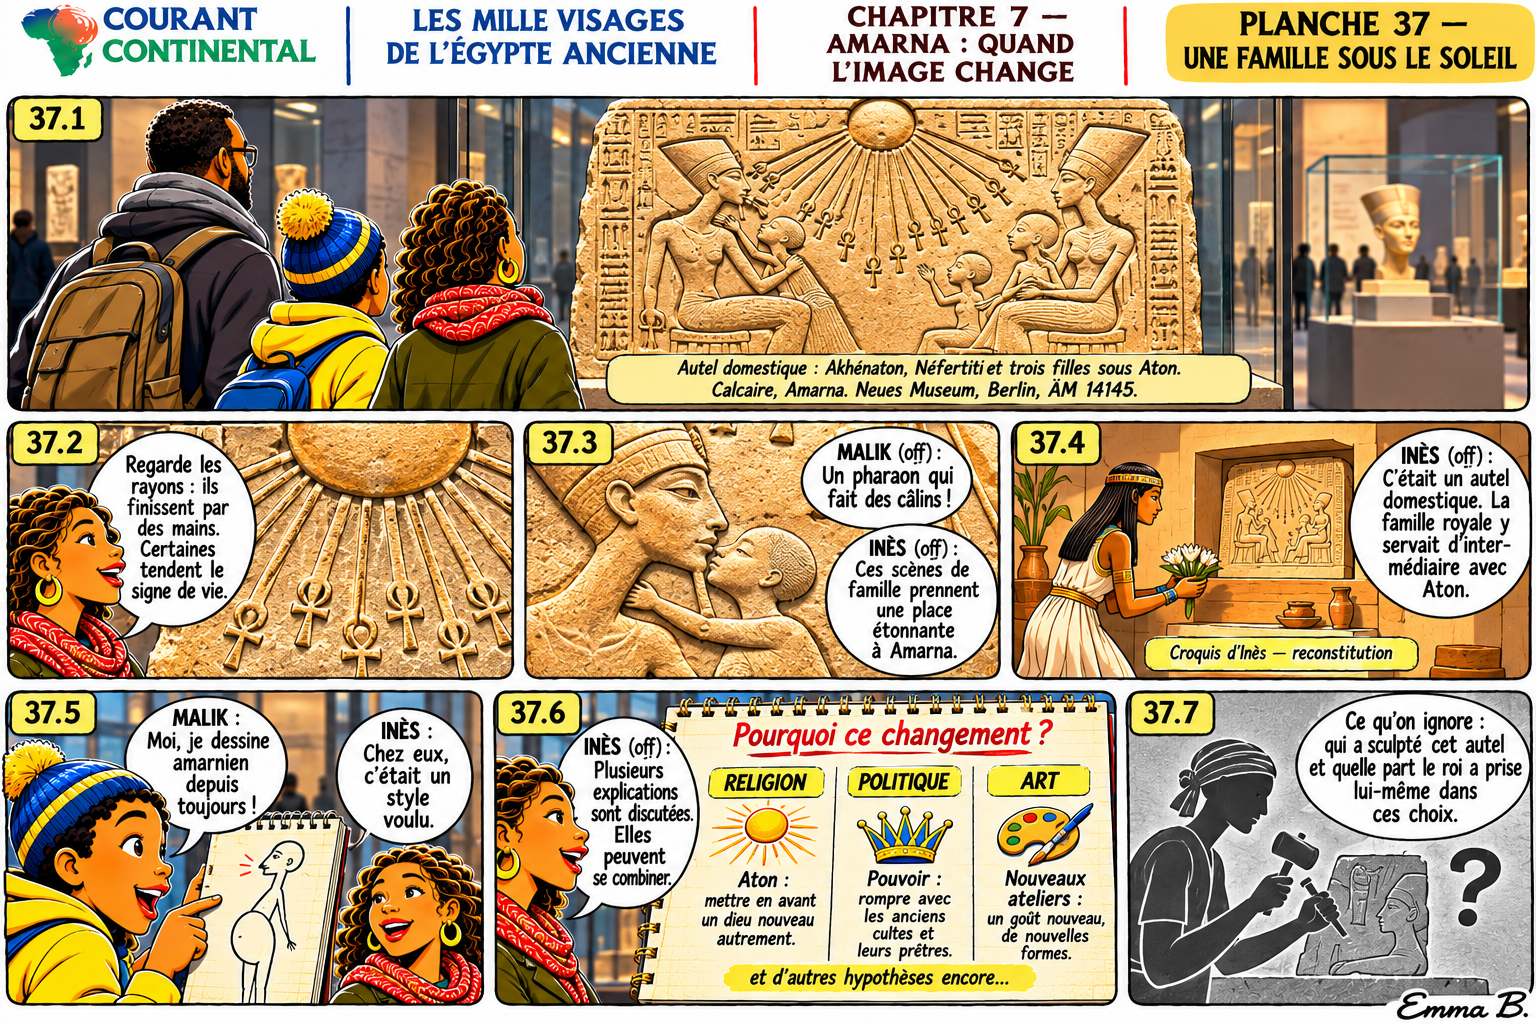 COURANT
CONTINENTAL
LES MILLE VISAGES
DE L'ÉGYPTE ANCIENNE
CHAPITRE 7 —
AMARNA : QUAND
L'IMAGE CHANGE
PLANCHE 37 —
UNE FAMILLE SOUS LE SOLEIL
37.1
Autel domestique : Akhénaton, Néfertiti et trois filles sous Aton.
Calcaire, Amarna. Neues Museum, Berlin, ÄM 14145.
37.2
Regarde les
rayons : ils
finissent par
des mains.
Certaines
tendent le
signe de vie.
37.3
MALIK (off) :
Un pharaon qui
fait des câlins !
INÈS (off) :
Ces scènes de
famille prennent
une place
étonnante
à Amarna.
37.4
INÈS (off) :
C'était un autel
domestique. La
famille royale y
servait d'inter-
médiaire avec
Aton.
Croquis d'Inès — reconstitution
37.5
MALIK :
Moi, je dessine
amarnien
depuis
toujours !
INÈS :
Chez eux,
c'était un
style
voulu.
37.6
INÈS (off) :
Plusieurs
explications
sont discutées.
Elles
peuvent
se combiner.
Pourquoi ce changement ?
RELIGION
Aton :
mettre en avant
un dieu nouveau
autrement.
POLITIQUE
Pouvoir :
rompre avec
les anciens
cultes et
leurs prêtres.
ART
Nouveaux
ateliers :
un goût nouveau,
de nouvelles
formes.
et d'autres hypothèses encore...
37.7
Ce qu'on ignore :
qui a sculpté cet autel
et quelle part le roi a prise
lui-même dans
ces choix.
?
Emma B.